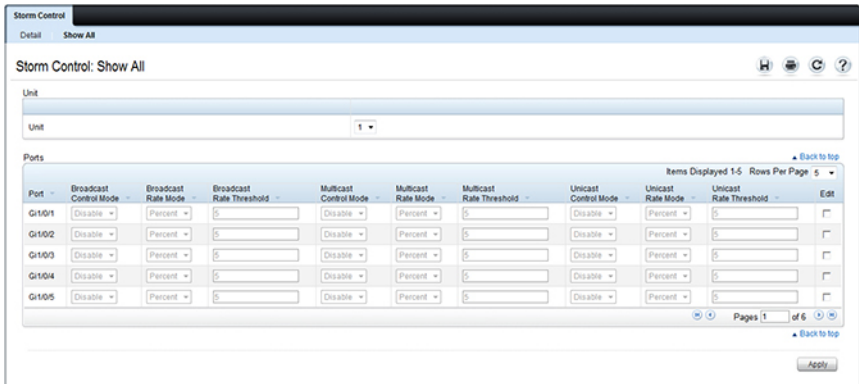 Storm Control
Detail Show All
Storm Control: Show All
?
Unit
Unit 1
Ports Back to top
Items Displayed 1-5 Rows Per Page 5
Port Broadcast Control Mode Broadcast Rate Mode Broadcast Rate Threshold Multicast Control Mode Multicast Rate Mode Multicast Rate Threshold Unicast Control Mode Unicast Rate Mode Unicast Rate Threshold Edit
Gi1/0/1 Disable Percent 5 Disable Percent 5 Disable Percent 5
Gi1/0/2 Disable Percent 5 Disable Percent 5 Disable Percent 5
Gi1/0/3 Disable Percent 5 Disable Percent 5 Disable Percent 5
Gi1/0/4 Disable Percent 5 Disable Percent 5 Disable Percent 5
Gi1/0/5 Disable Percent 5 Disable Percent 5 Disable Percent 5
Pages 1 of 6
Back to top
Apply